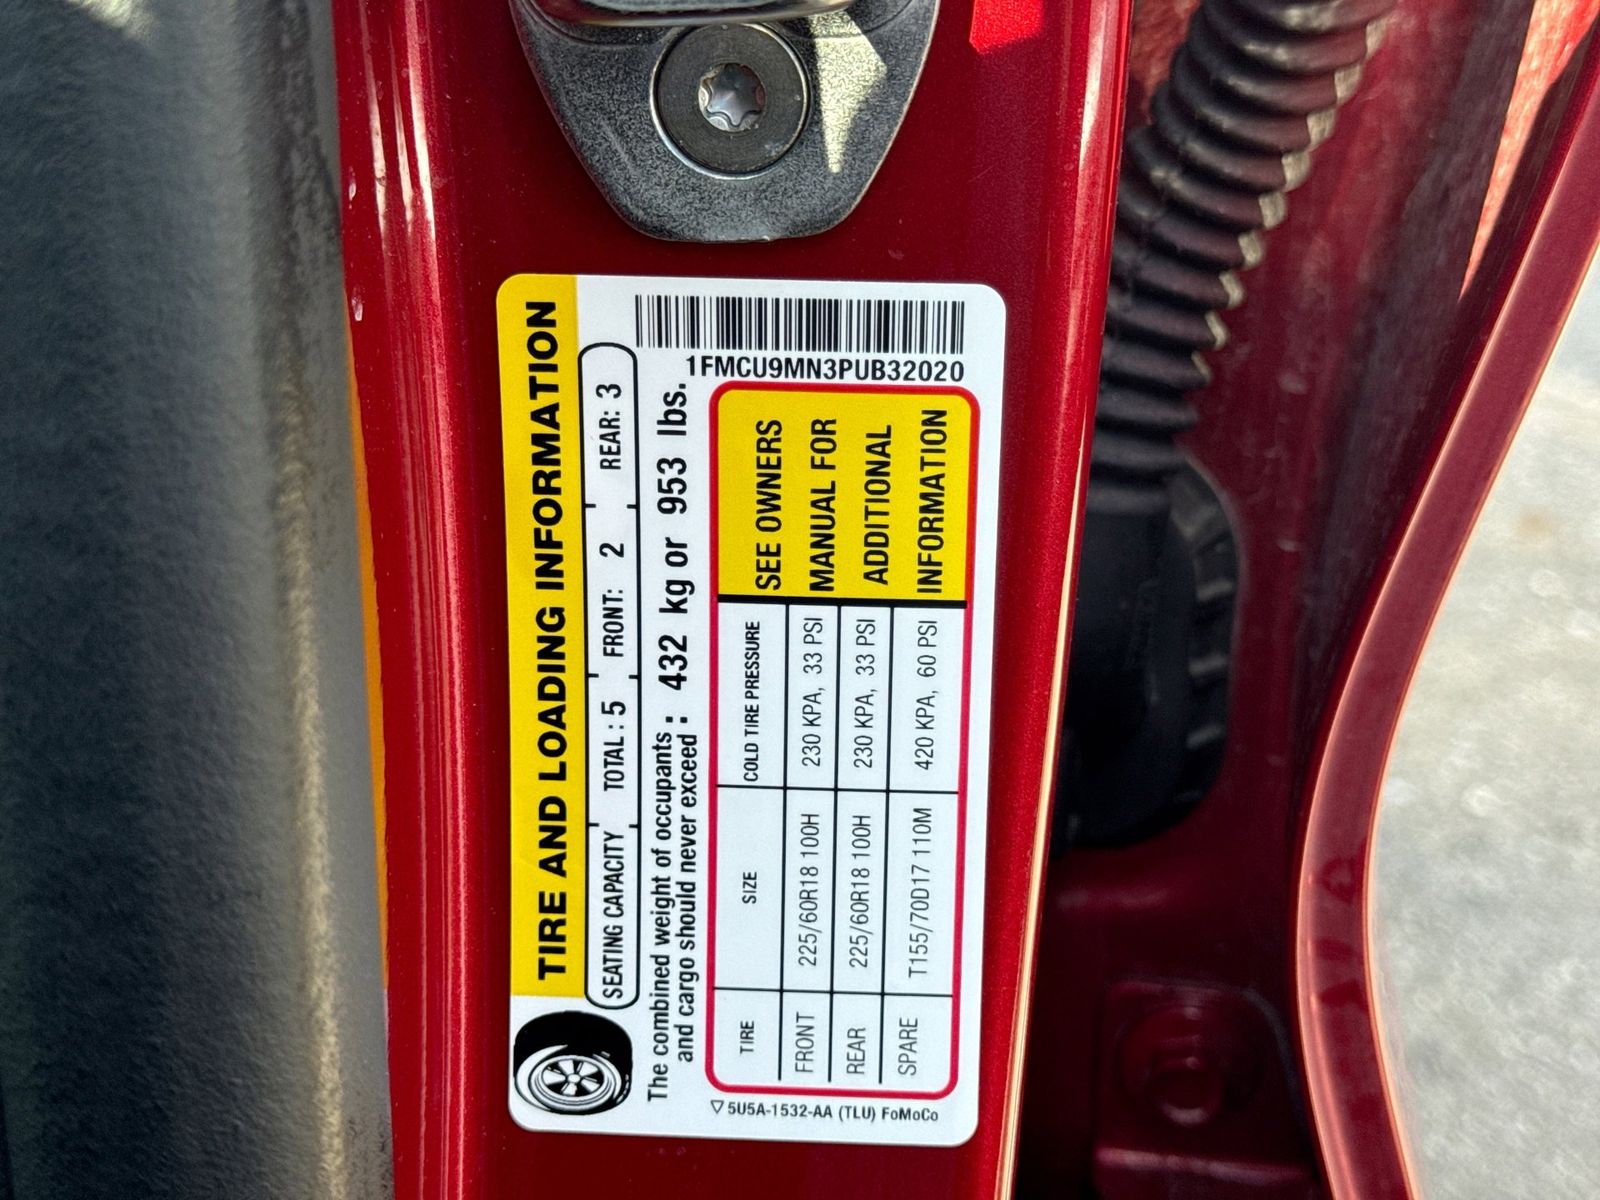 TIRE AND LOADING INFORMATION
SEATING CAPACITY TOTAL : 5 FRONT: 2 REAR: 3
The combined weight of occupants
and cargo should never exceed : 432 kg or 953 lbs.
1FMCU9MN3PUB32020
TIRE SIZE COLD TIRE PRESSURE
FRONT 225/60R18 100H 230 KPA, 33 PSI
REAR 225/60R18 100H 230 KPA, 33 PSI
SPARE T155/70D17 110M 420 KPA, 60 PSI
SEE OWNERS
MANUAL FOR
ADDITIONAL
INFORMATION
▽ 5U5A-1532-AA (TLU) FoMoCo